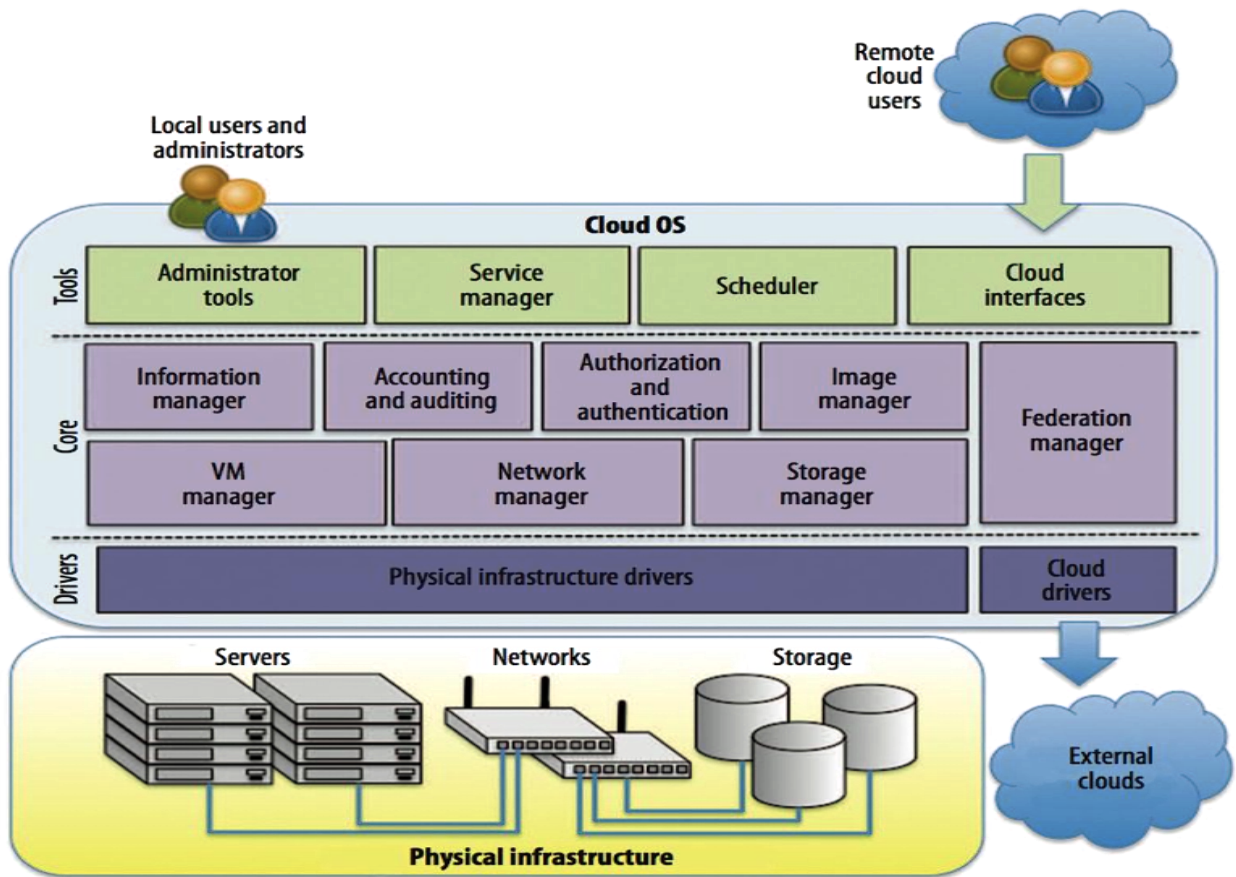 Remote
cloud
users
Local users and
administrators
Cloud OS
Tools
Administrator
tools
Service
manager
Scheduler
Cloud
interfaces
Core
Information
manager
Accounting
and auditing
Authorization
and
authentication
Image
manager
Federation
manager
VM
manager
Network
manager
Storage
manager
Drivers
Physical infrastructure drivers
Cloud
drivers
Servers
Networks
Storage
External
clouds
Physical infrastructure